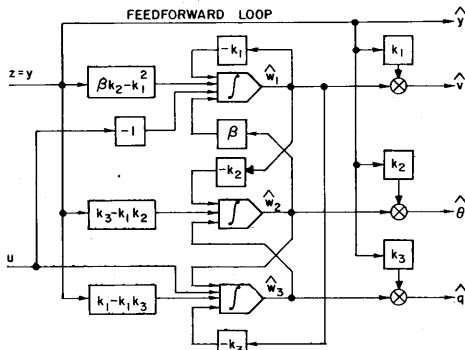 FEEDFORWARD LOOP
ŷ
-k₁
k₁
z=y
βk₂-k₁²
∫
ŵ₁
v̂
-1
β
-k₂
k₂
k₃-k₁k₂
∫
ŵ₂
θ̂
k₃
u
k₁-k₁k₃
∫
ŵ₃
q̂
-k₃